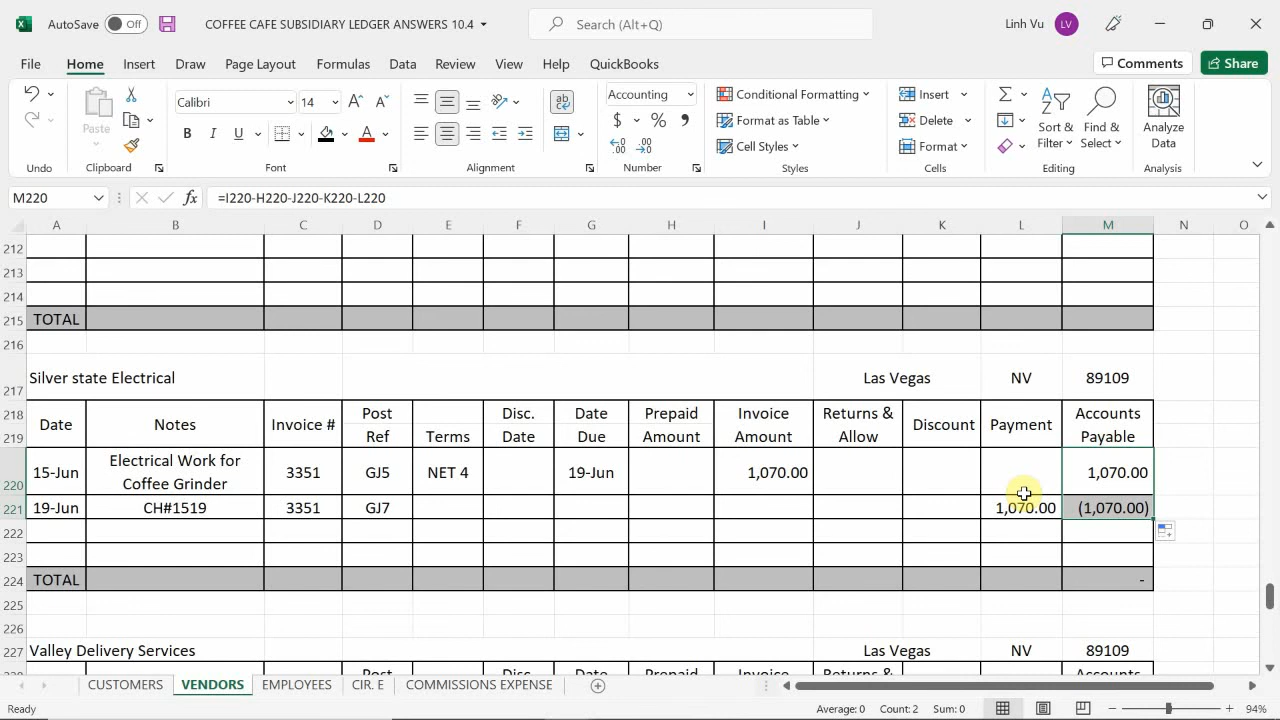 AutoSave Off COFFEE CAFE SUBSIDIARY LEDGER ANSWERS 10.4 Search (Alt+Q) Linh Vu LV
File Home Insert Draw Page Layout Formulas Data Review View Help QuickBooks Comments Share
Calibri 14 Accounting Conditional Formatting Insert
Paste Format as Table Delete Sort & Filter Find & Select Analyze Data
Cell Styles Format
Undo Clipboard Font Alignment Number Styles Cells Editing Analysis
M220 fx =I220-H220-J220-K220-L220
A B C D E F G H I J K L M N O
212
213
214
215 TOTAL
216
217 Silver state Electrical Las Vegas NV 89109
218 Date Notes Invoice # Post Disc. Date Prepaid Invoice Returns & Discount Payment Accounts
219 Ref Terms Date Due Amount Amount Allow Payable
220 15-Jun Electrical Work for Coffee Grinder 3351 GJ5 NET 4 19-Jun 1,070.00 1,070.00
221 19-Jun CH#1519 3351 GJ7 1,070.00 (1,070.00)
222
223
224 TOTAL -
225
226
227 Valley Delivery Services Las Vegas NV 89109
Post Disc. Date Prepaid Invoice Returns & Accounts
CUSTOMERS VENDORS EMPLOYEES CIR. E COMMISSIONS EXPENSE
Ready Average: 0 Count: 2 Sum: 0 94%